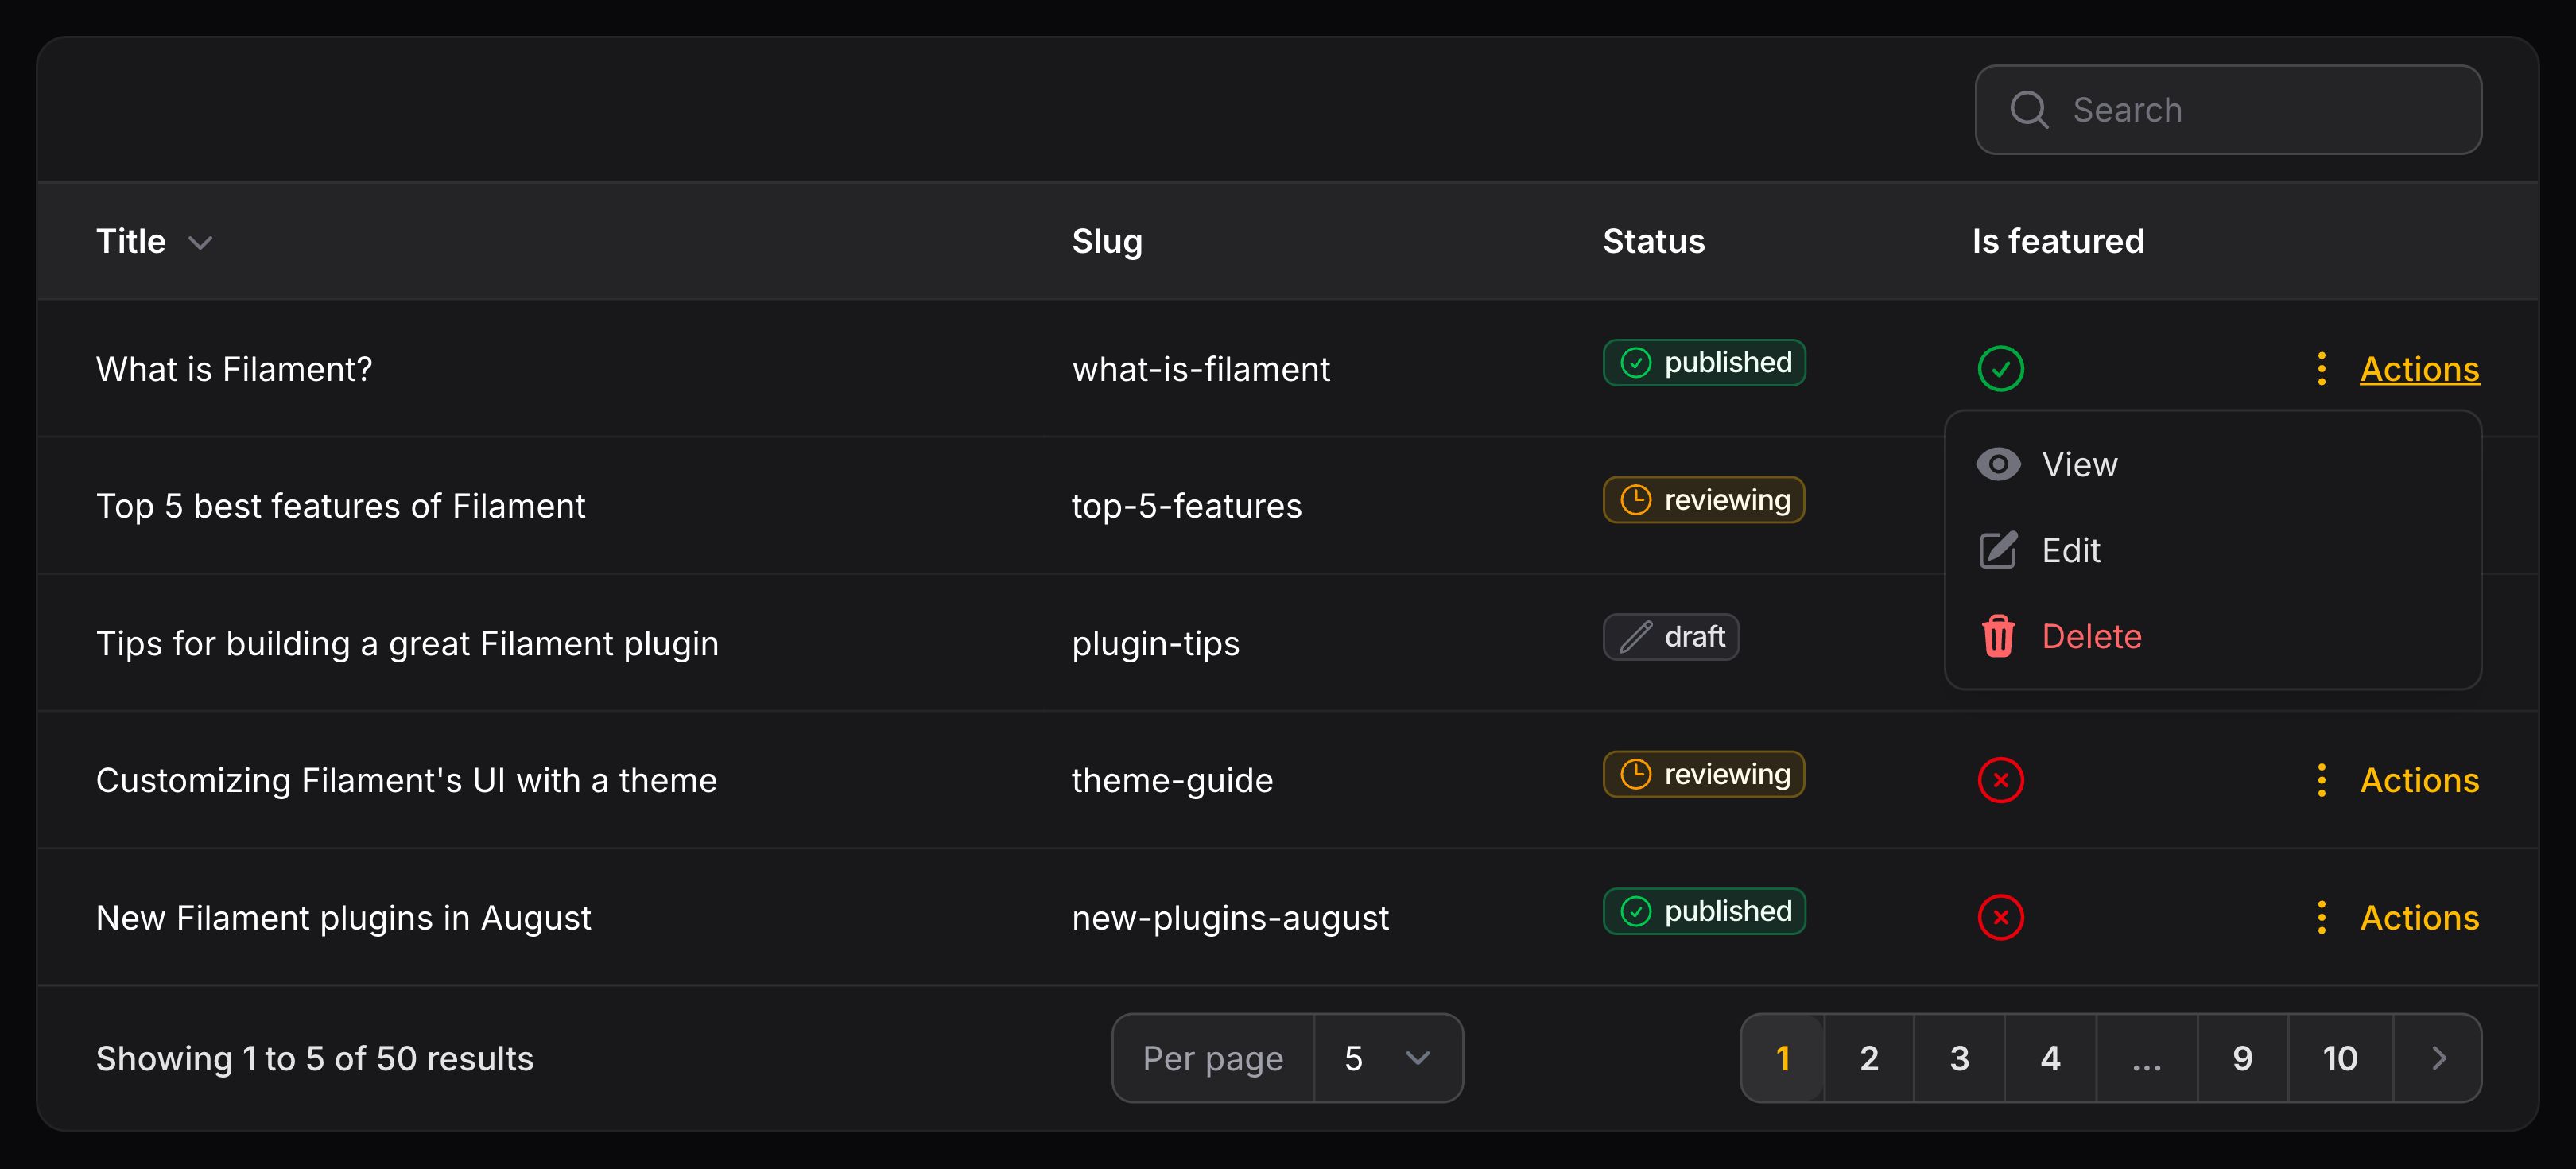 Search
Title Slug Status Is featured
What is Filament? what-is-filament published Actions
View
Top 5 best features of Filament top-5-features reviewing
Edit
Tips for building a great Filament plugin plugin-tips draft
Delete
Customizing Filament's UI with a theme theme-guide reviewing Actions
New Filament plugins in August new-plugins-august published Actions
Showing 1 to 5 of 50 results Per page 5 1 2 3 4 ... 9 10